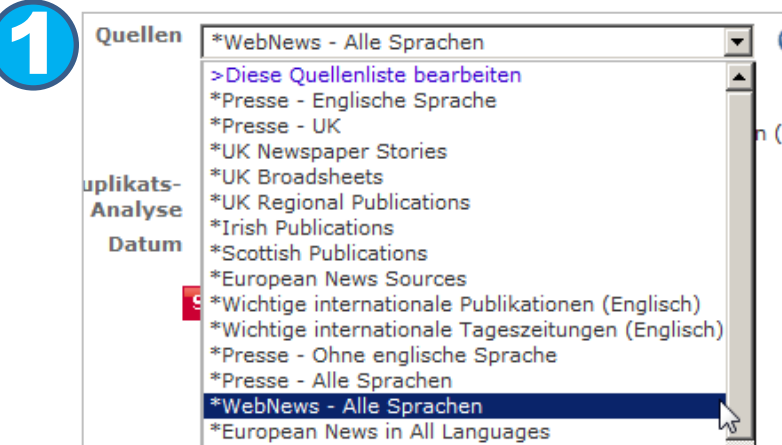 1
Quellen *WebNews - Alle Sprachen
>Diese Quellenliste bearbeiten
*Presse - Englische Sprache
*Presse - UK
*UK Newspaper Stories
*UK Broadsheets
uplikats-
*UK Regional Publications
Analyse
*Irish Publications
Datum *Scottish Publications
*European News Sources
*Wichtige internationale Publikationen (Englisch)
*Wichtige internationale Tageszeitungen (Englisch)
*Presse - Ohne englische Sprache
*Presse - Alle Sprachen
*WebNews - Alle Sprachen
*European News in All Languages